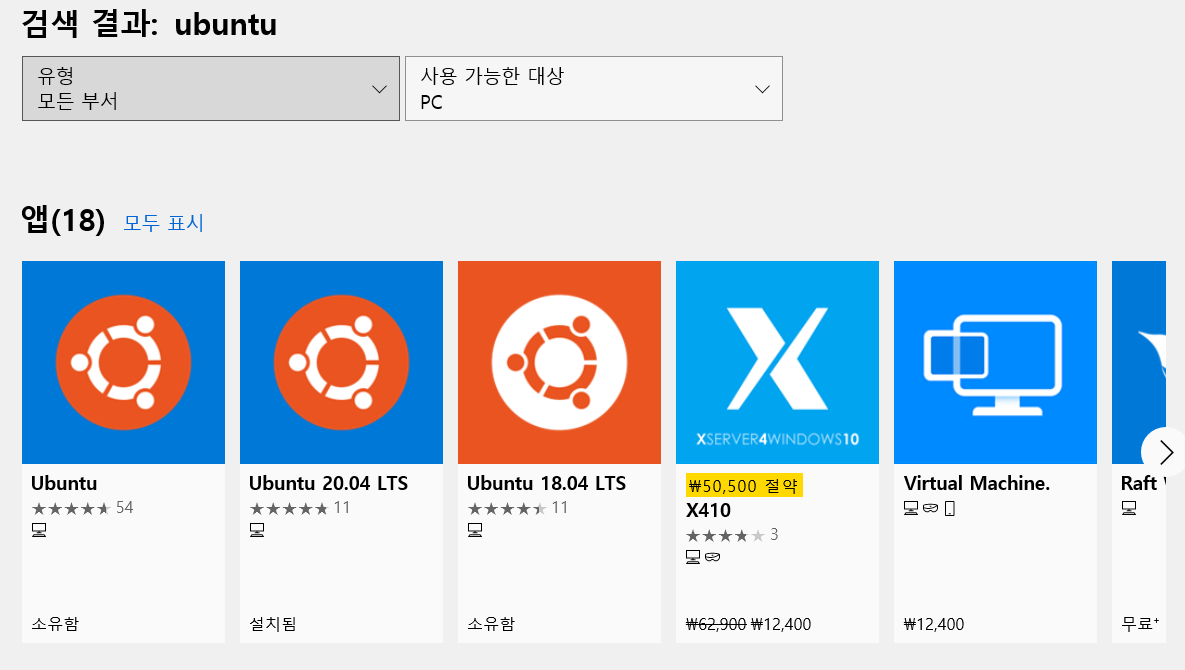 검색 결과: ubuntu
유형
모든 부서
사용 가능한 대상
PC
앱(18) 모두 표시
XSERVER4WINDOWS10
Ubuntu
54
소유함
Ubuntu 20.04 LTS
11
설치됨
Ubuntu 18.04 LTS
11
소유함
₩50,500 절약
X410
3
₩62,900 ₩12,400
Virtual Machine.
₩12,400
Raft
무료+